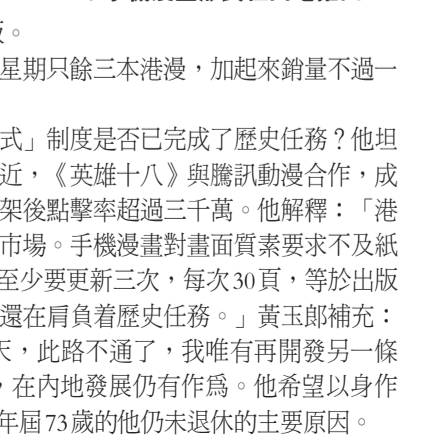 版。
星期只餘三本港漫，加起來銷量不過一
式」制度是否已完成了歷史任務？他坦
近，《英雄十八》與騰訊動漫合作，成
架後點擊率超過三千萬。他解釋：「港
市場。手機漫畫對畫面質素要求不及紙
至少要更新三次，每次30頁，等於出版
還在肩負着歷史任務。」黃玉郎補充：
天，此路不通了，我唯有再開發另一條
，在內地發展仍有作爲。他希望以身作
年屆73歲的他仍未退休的主要原因。